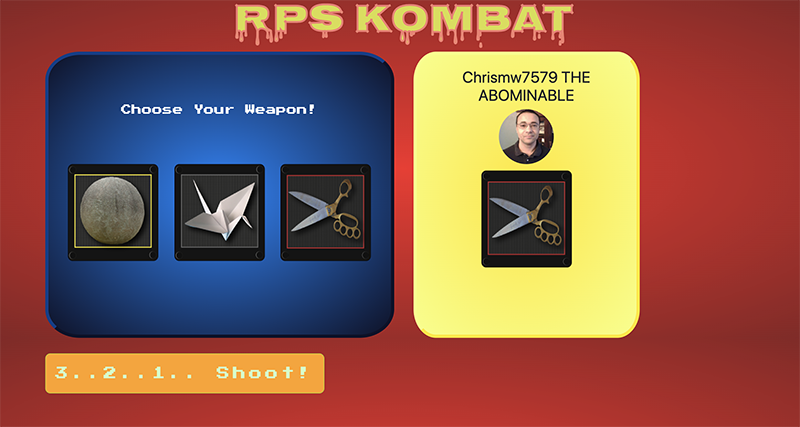 RPS KOMBAT
Choose Your Weapon!
Chrismw7579 THE
ABOMINABLE
3..2..1.. Shoot!